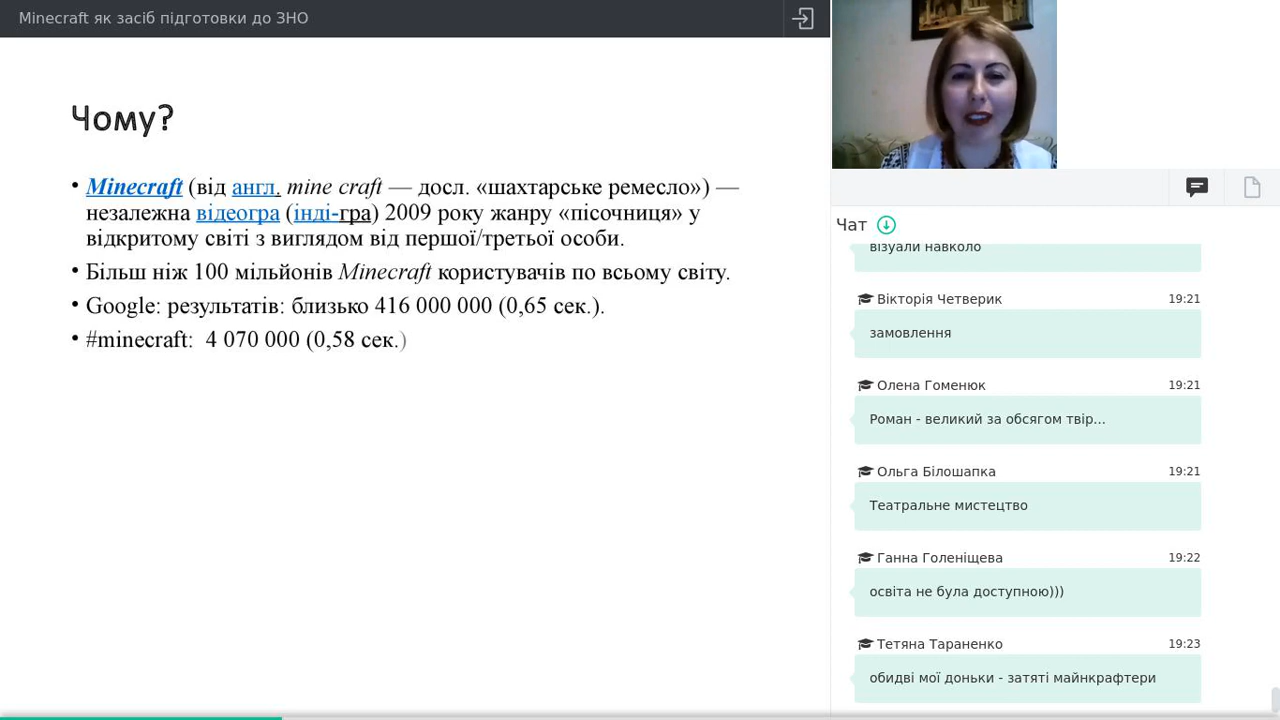 Minecraft як засіб підготовки до ЗНО
Чому?
• Minecraft (від англ. mine craft — досл. «шахтарське ремесло») —
незалежна відеогра (інді-гра) 2009 року жанру «пісочниця» у
відкритому світі з виглядом від першої/третьої особи.
• Більш ніж 100 мільйонів Minecraft користувачів по всьому світу.
• Google: результатів: близько 416 000 000 (0,65 сек.).
• #minecraft: 4 070 000 (0,58 сек.)
Чат
візуали навколо
Вікторія Четверик 19:21
замовлення
Олена Гоменюк 19:21
Роман - великий за обсягом твір...
Ольга Білошапка 19:21
Театральне мистецтво
Ганна Голеніщева 19:22
освіта не була доступною)))
Тетяна Тараненко 19:23
обидві мої доньки - затяті майнкрафтери